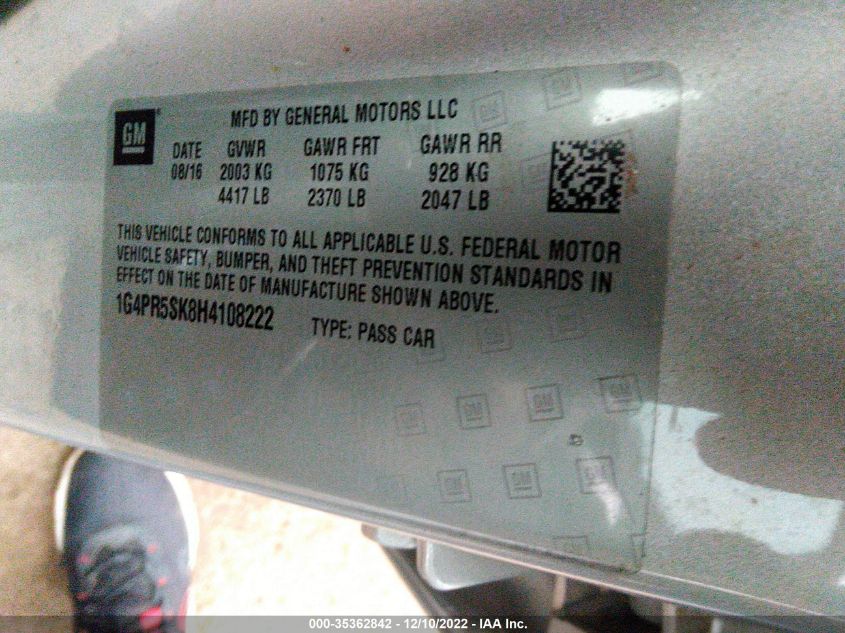 GM
MFD BY GENERAL MOTORS LLC
DATE GVWR GAWR FRT GAWR RR
08/16 2003 KG 1075 KG 928 KG
4417 LB 2370 LB 2047 LB
THIS VEHICLE CONFORMS TO ALL APPLICABLE U.S. FEDERAL MOTOR
VEHICLE SAFETY, BUMPER, AND THEFT PREVENTION STANDARDS IN
EFFECT ON THE DATE OF MANUFACTURE SHOWN ABOVE.
1G4PR5SK8H4108222 TYPE: PASS CAR
000-35362842 - 12/10/2022 - IAA Inc.